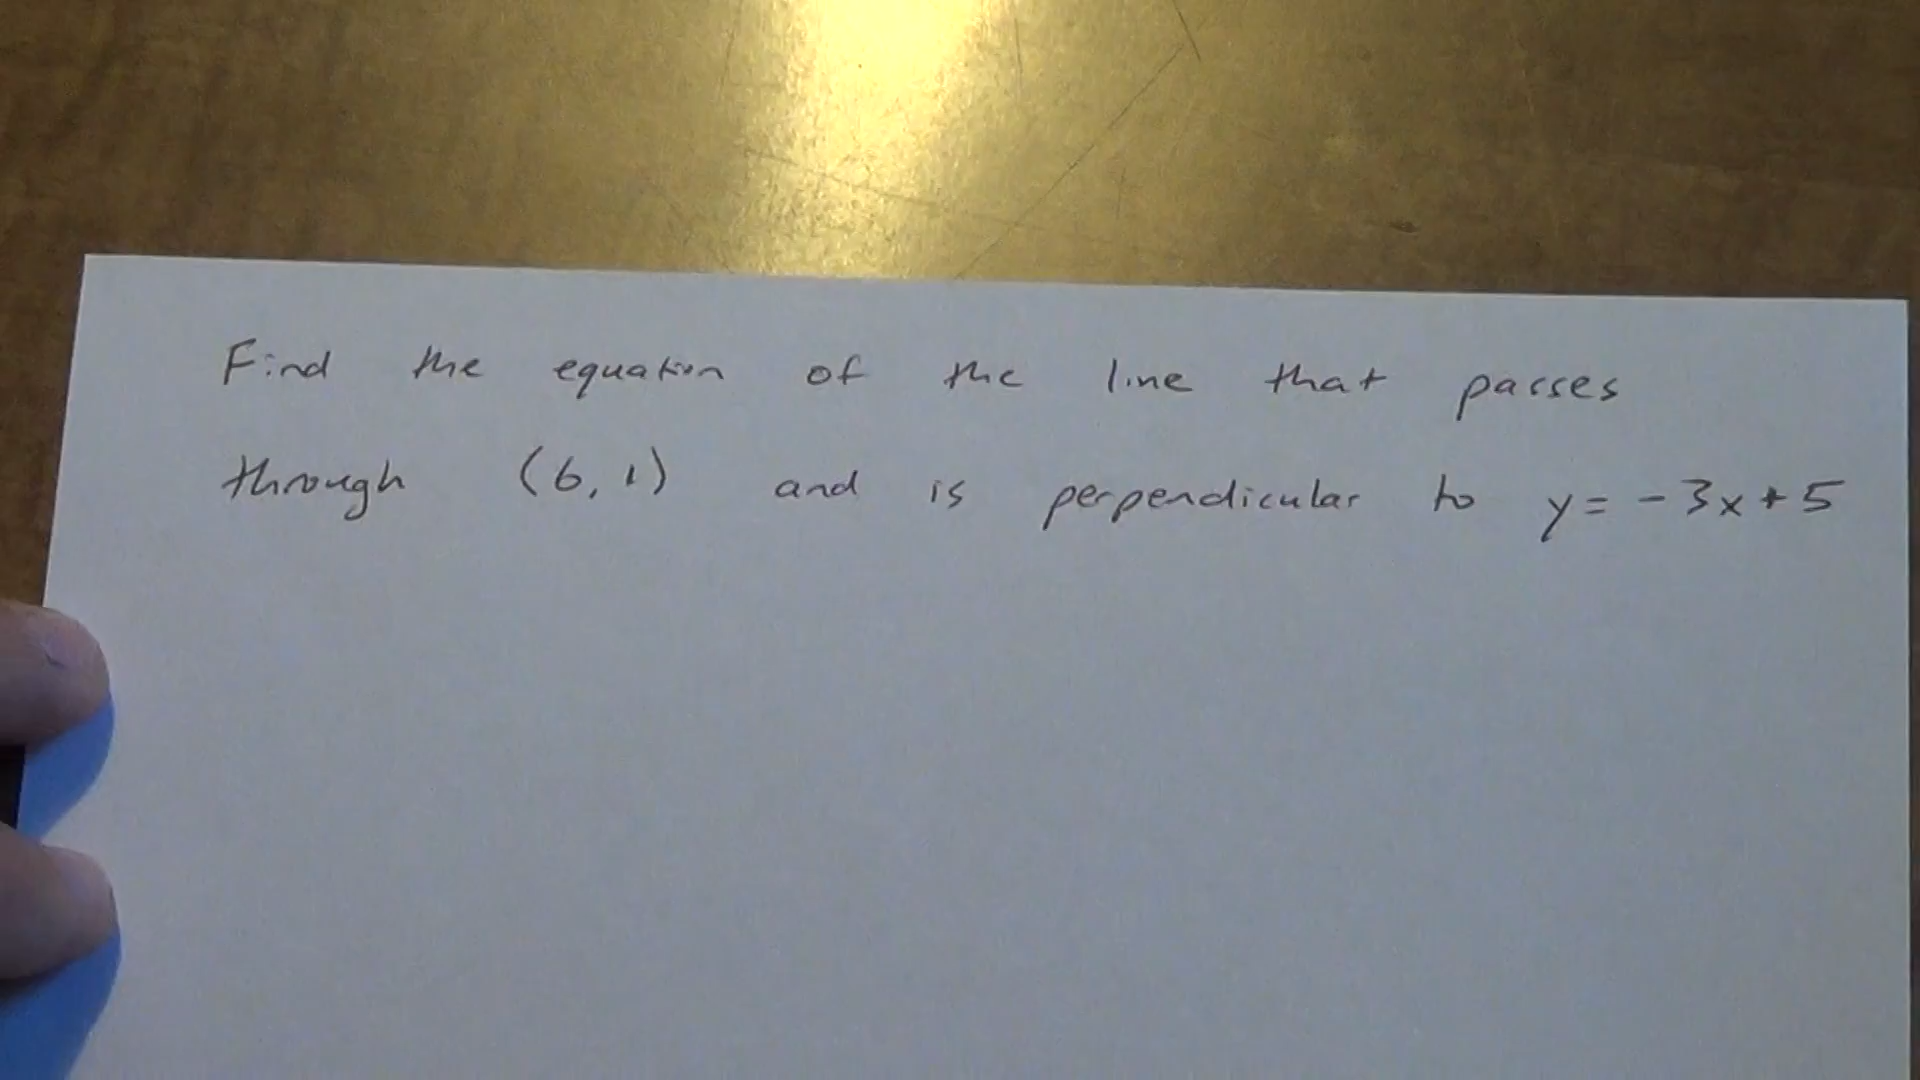 Find the equation of the line that passes
through (6, 1) and is perpendicular to y = -3x + 5